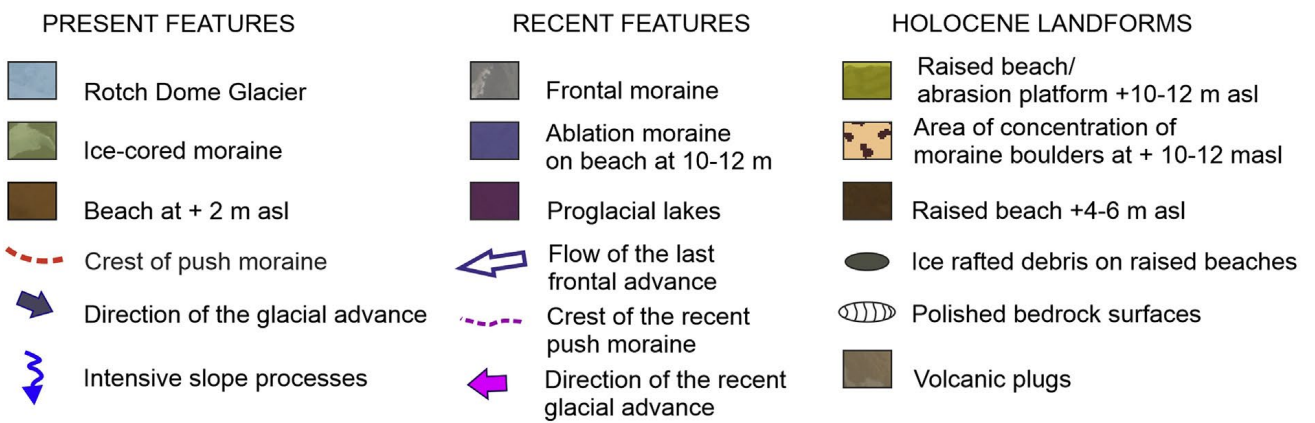 PRESENT FEATURES
Rotch Dome Glacier
Ice-cored moraine
Beach at + 2 m asl
Crest of push moraine
Direction of the glacial advance
Intensive slope processes
RECENT FEATURES
Frontal moraine
Ablation moraine
on beach at 10-12 m
Proglacial lakes
Flow of the last
frontal advance
Crest of the recent
push moraine
Direction of the recent
glacial advance
HOLOCENE LANDFORMS
Raised beach/
abrasion platform +10-12 m asl
Area of concentration of
moraine boulders at + 10-12 masl
Raised beach +4-6 m asl
Ice rafted debris on raised beaches
Polished bedrock surfaces
Volcanic plugs